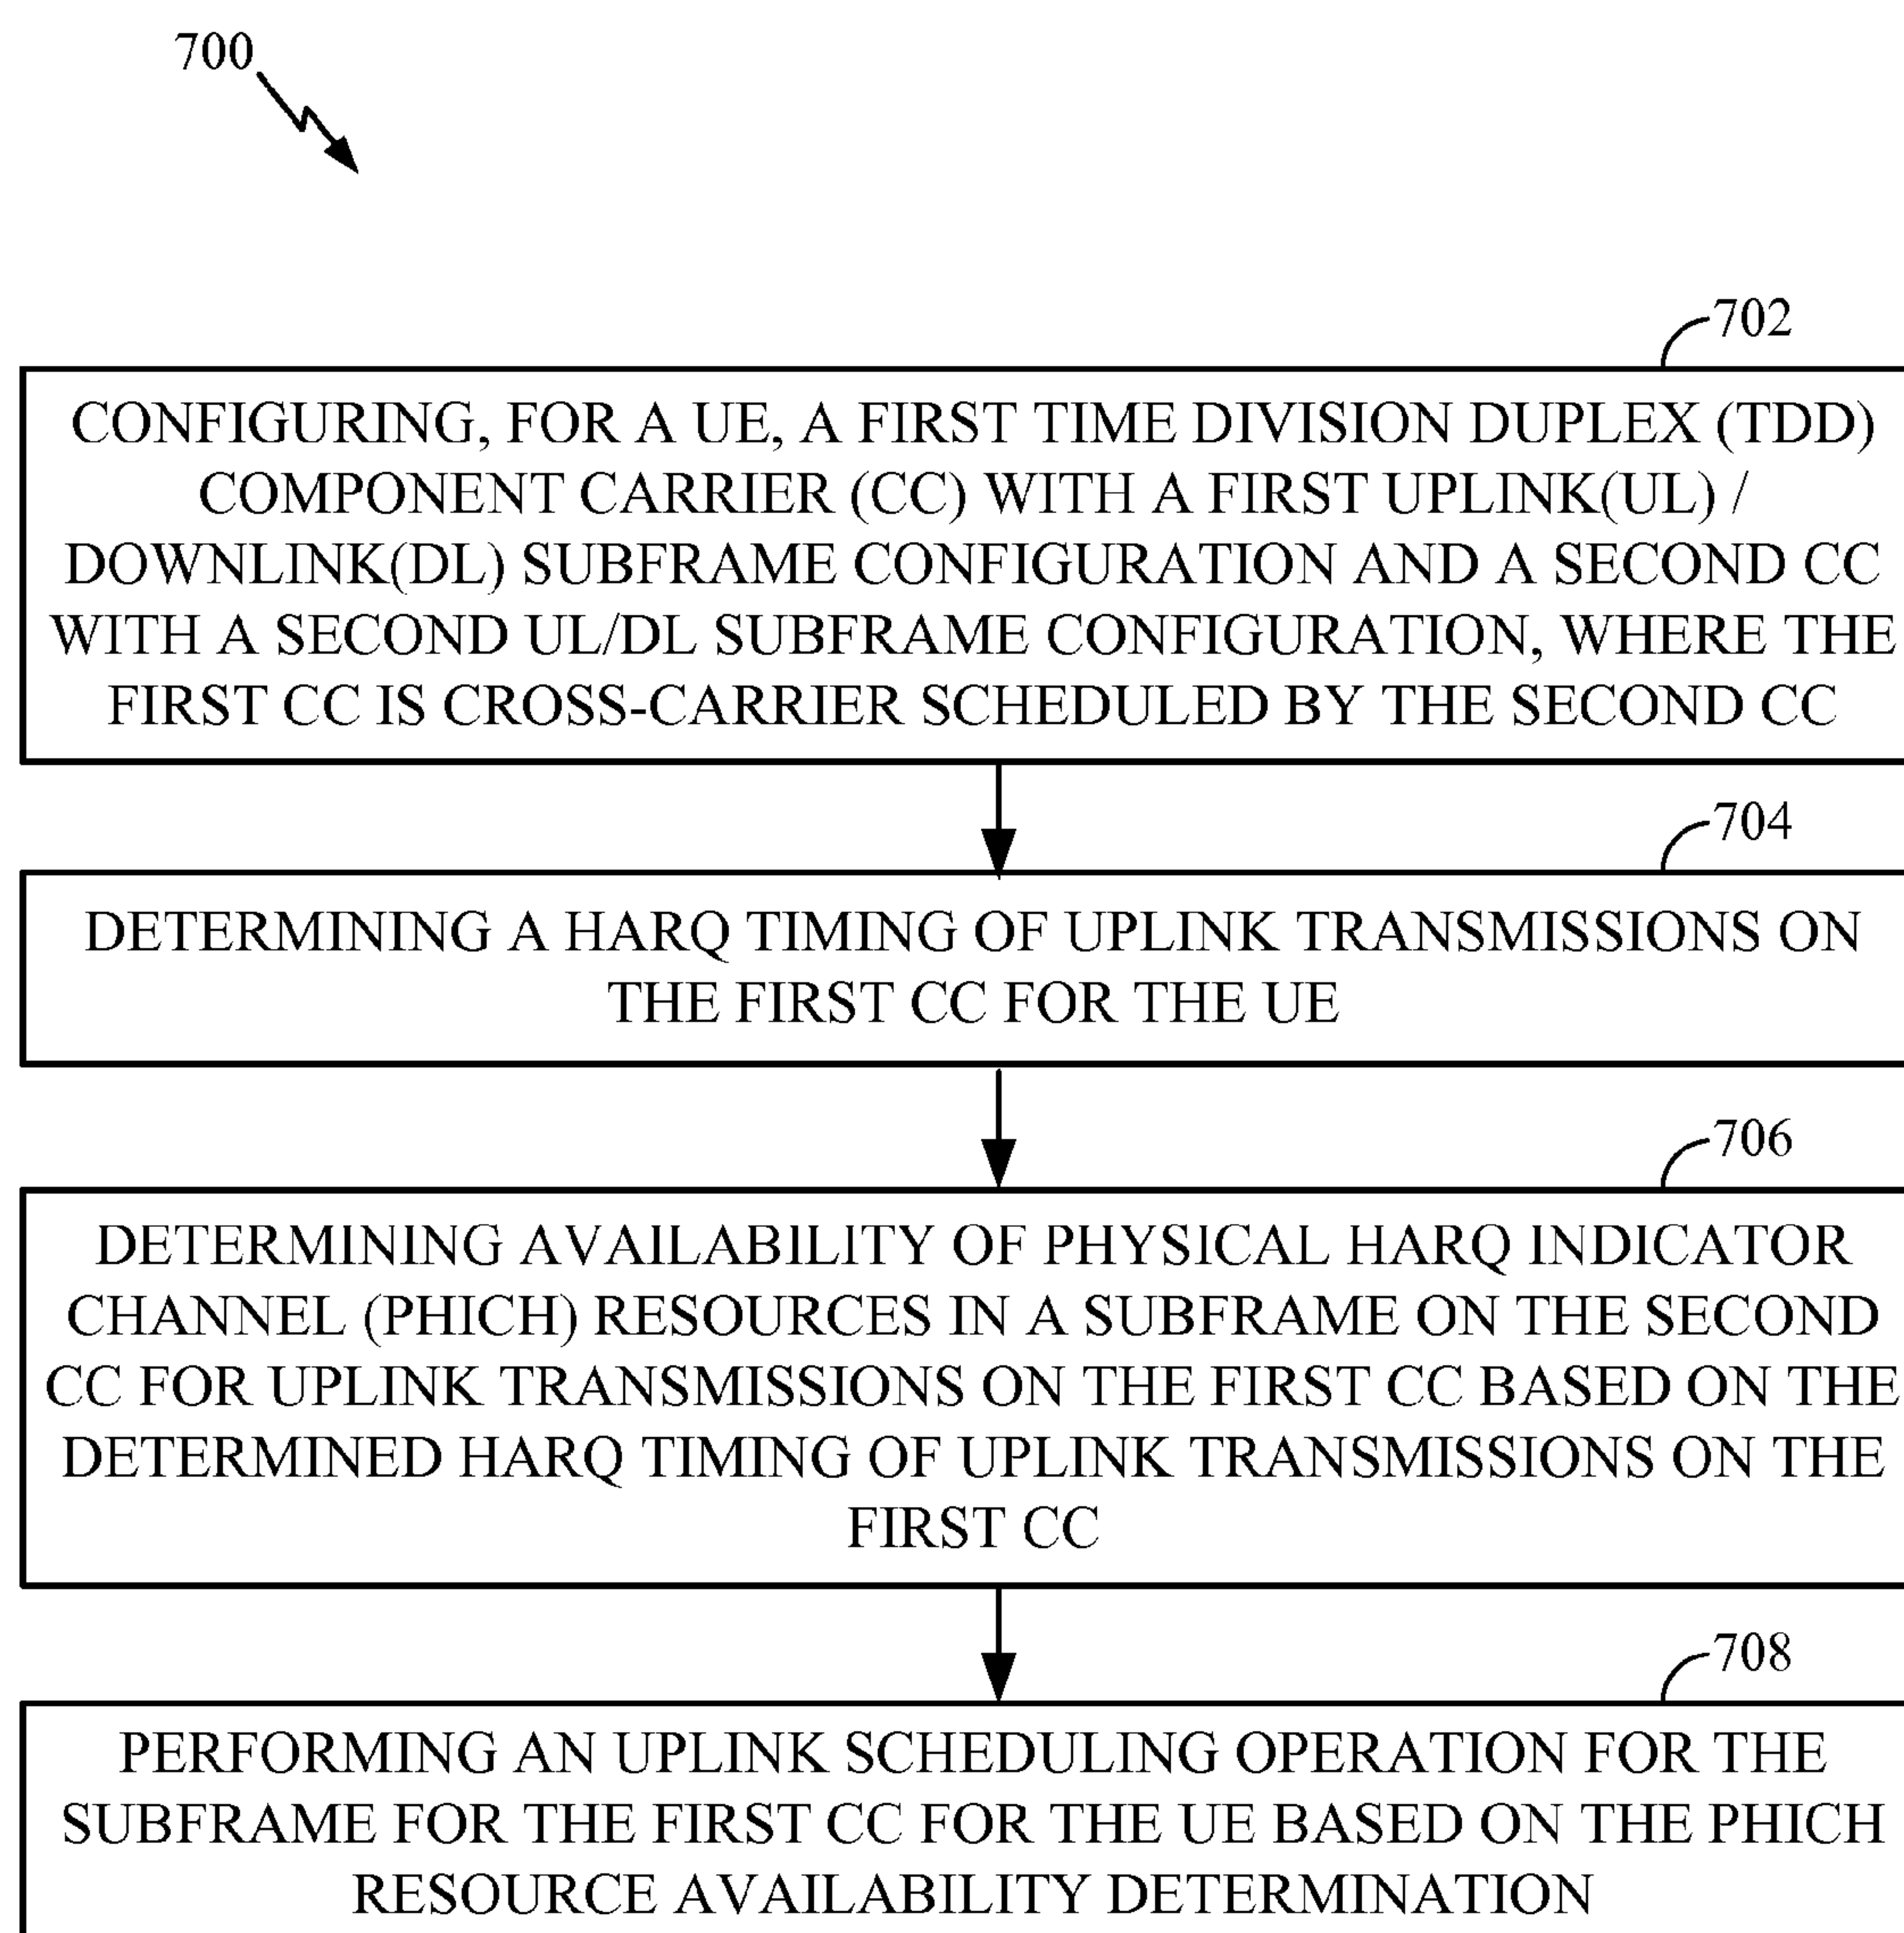 700
702
CONFIGURING, FOR A UE, A FIRST TIME DIVISION DUPLEX (TDD)
COMPONENT CARRIER (CC) WITH A FIRST UPLINK(UL) /
DOWNLINK(DL) SUBFRAME CONFIGURATION AND A SECOND CC
WITH A SECOND UL/DL SUBFRAME CONFIGURATION, WHERE THE
FIRST CC IS CROSS-CARRIER SCHEDULED BY THE SECOND CC
704
DETERMINING A HARQ TIMING OF UPLINK TRANSMISSIONS ON
THE FIRST CC FOR THE UE
706
DETERMINING AVAILABILITY OF PHYSICAL HARQ INDICATOR
CHANNEL (PHICH) RESOURCES IN A SUBFRAME ON THE SECOND
CC FOR UPLINK TRANSMISSIONS ON THE FIRST CC BASED ON THE
DETERMINED HARQ TIMING OF UPLINK TRANSMISSIONS ON THE
FIRST CC
708
PERFORMING AN UPLINK SCHEDULING OPERATION FOR THE
SUBFRAME FOR THE FIRST CC FOR THE UE BASED ON THE PHICH
RESOURCE AVAILABILITY DETERMINATION